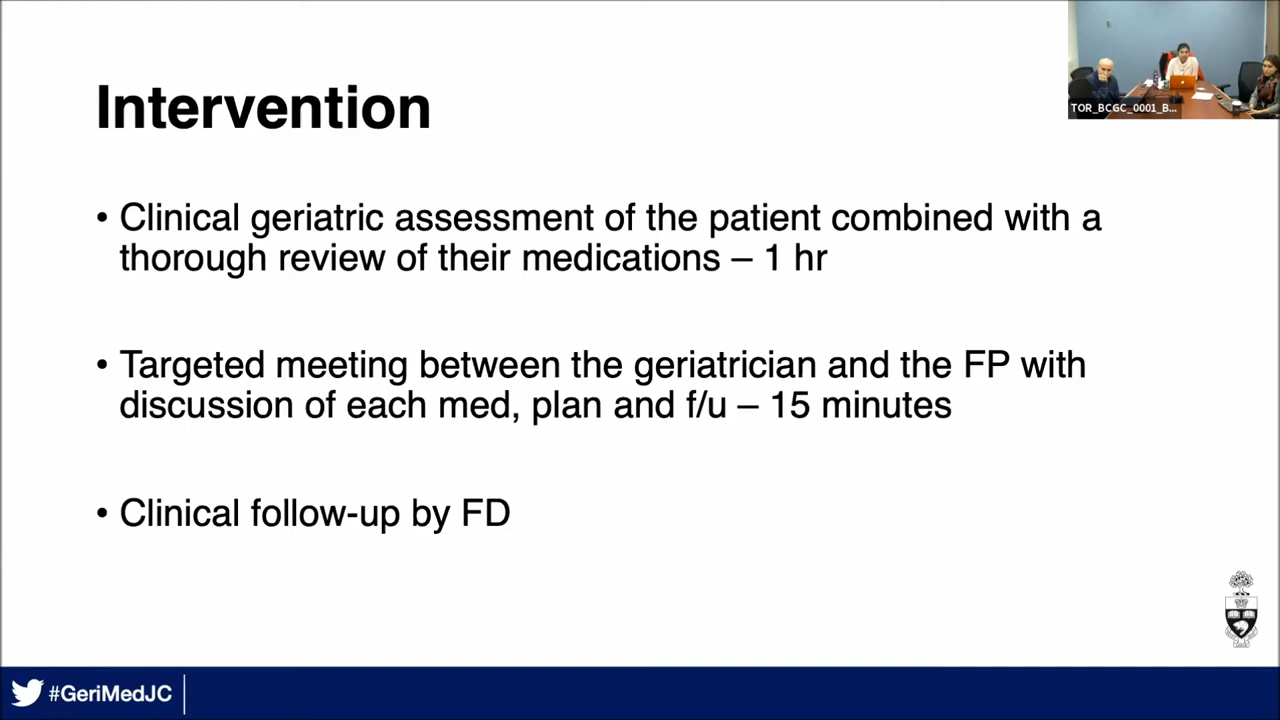 TOR_BCGC_0001_B...
Intervention
• Clinical geriatric assessment of the patient combined with a
thorough review of their medications – 1 hr
• Targeted meeting between the geriatrician and the FP with
discussion of each med, plan and f/u – 15 minutes
• Clinical follow-up by FD
#GeriMedJC